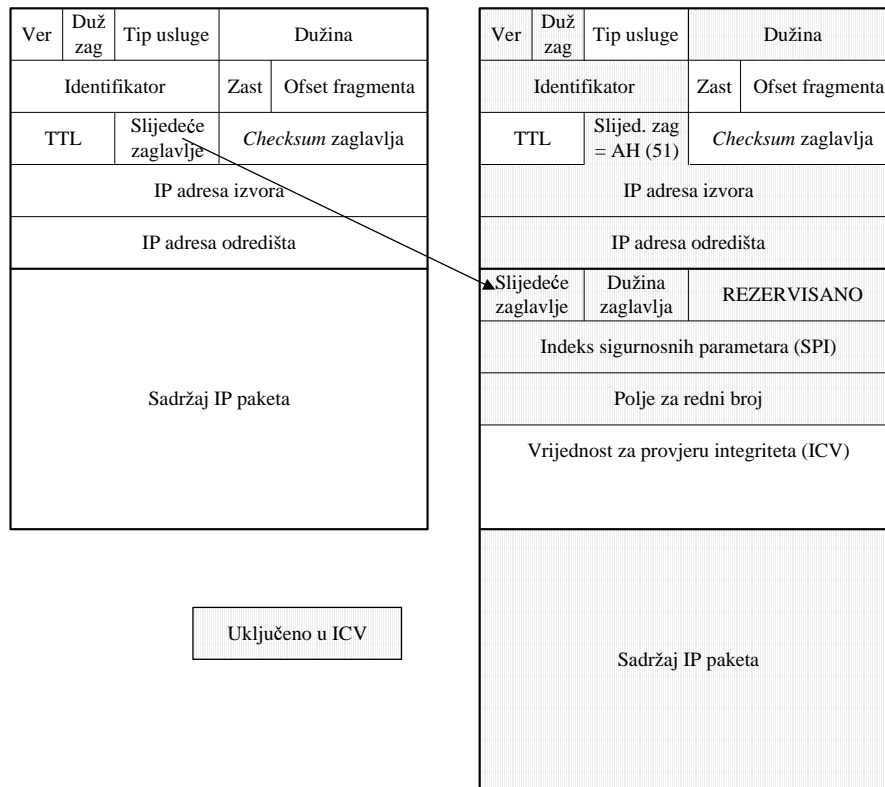 Ver
Duž
zag
Tip usluge
Dužina
Identifikator
Zast
Ofset fragmenta
TTL
Slijedeće
zaglavlje
Checksum zaglavlja
IP adresa izvora
IP adresa odredišta
Sadržaj IP paketa
Uključeno u ICV
Ver
Duž
zag
Tip usluge
Dužina
Identifikator
Zast
Ofset fragmenta
TTL
Slijed. zag
= AH (51)
Checksum zaglavlja
IP adresa izvora
IP adresa odredišta
Slijedeće
zaglavlje
Dužina
zaglavlja
REZERVISANO
Indeks sigurnosnih parametara (SPI)
Polje za redni broj
Vrijednost za provjeru integriteta (ICV)
Sadržaj IP paketa